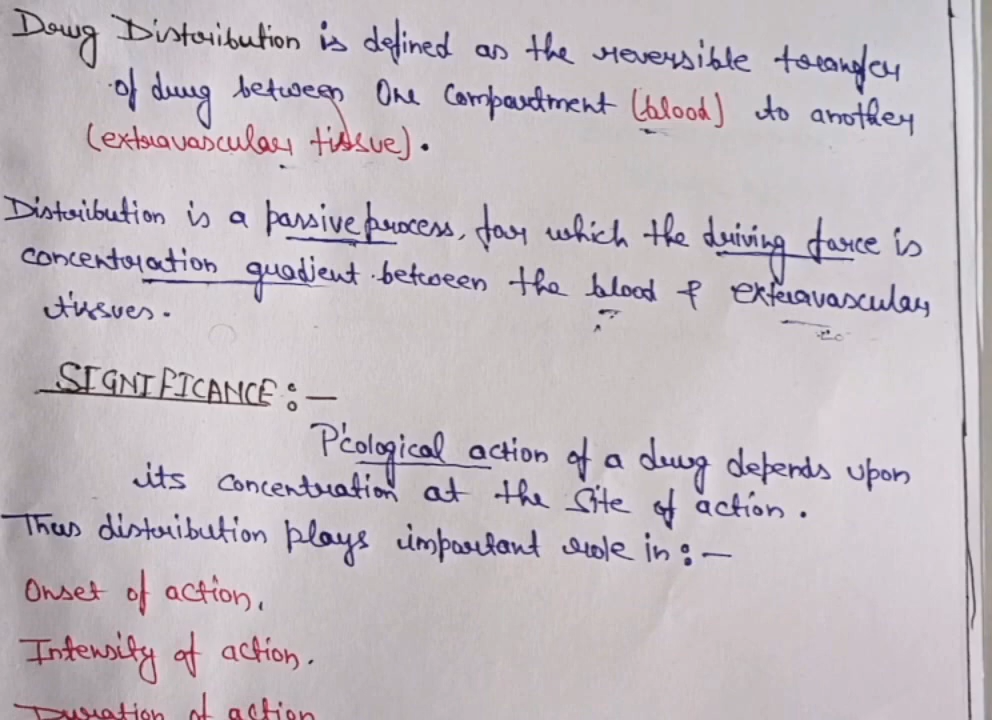 Drug Distribution is defined as the reversible transfer
of drug between One Compartment (blood) to another
(extravascular tissue).
Distribution is a passive process, for which the driving force is
concentration gradient between the blood & extravascular
tissues.
SIGNIFICANCE:-
P'cological action of a drug depends upon
its concentration at the Site of action.
Thus distribution plays important role in:-
Onset of action.
Intensity of action.
Duration of action